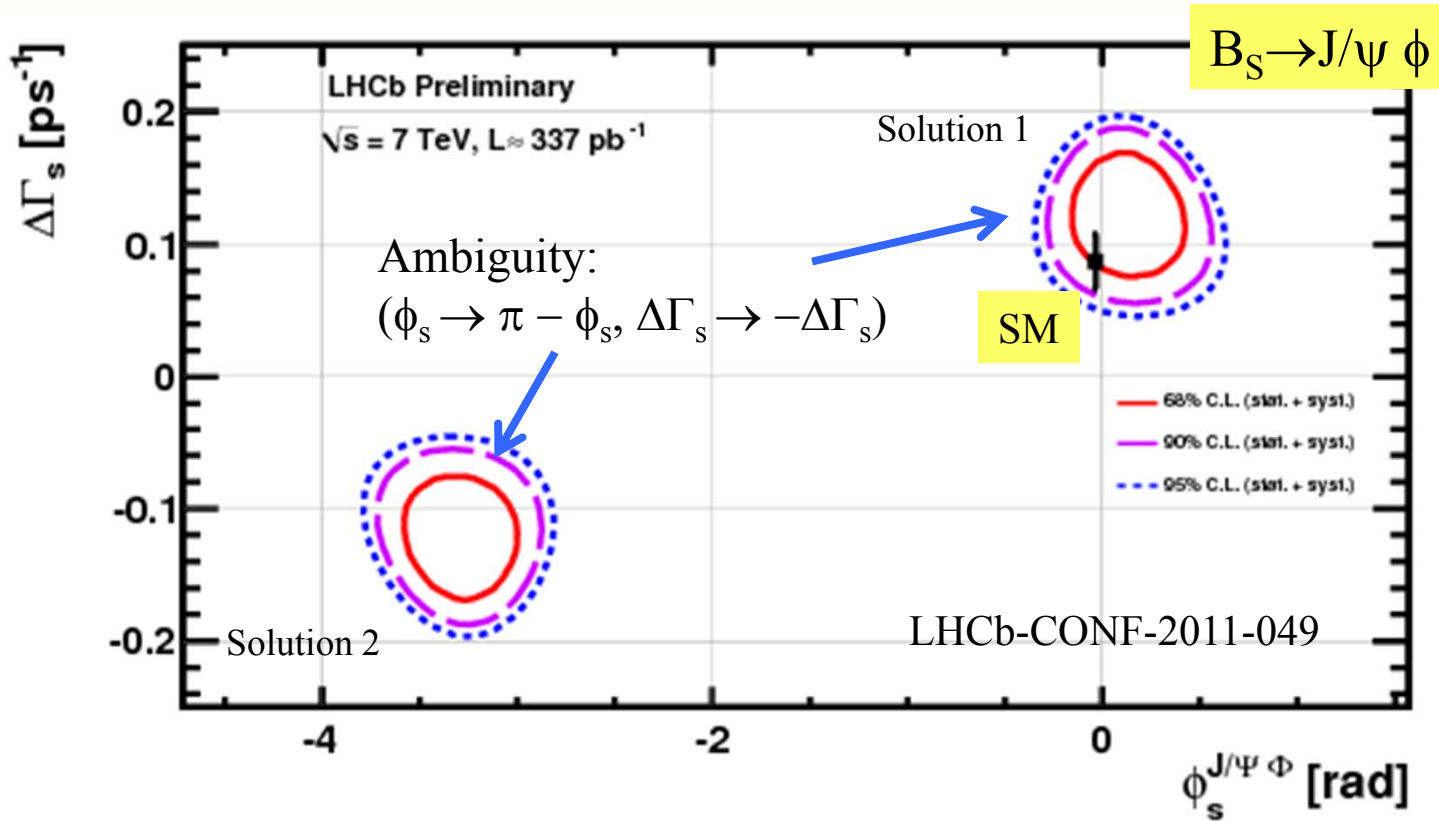 B_S→J/ψ ϕ
ΔΓ_s [ps⁻¹]
LHCb Preliminary
√s = 7 TeV, L≈ 337 pb⁻¹
Solution 1
Ambiguity:
(ϕ_s → π − ϕ_s, ΔΓ_s → −ΔΓ_s)
SM
68% C.L. (stat. + syst.)
90% C.L. (stat. + syst.)
95% C.L. (stat. + syst.)
LHCb-CONF-2011-049
Solution 2
0.2
0.1
0
-0.1
-0.2
-4 -2 0
ϕ_s^{J/Ψ Φ} [rad]